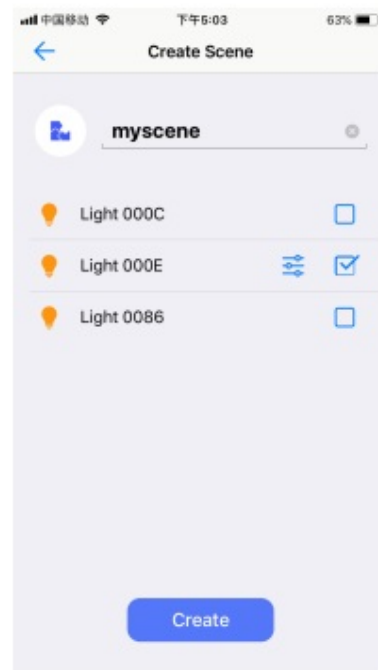 中国移动 下午5:03 63%
Create Scene
myscene
Light 000C
Light 000E
Light 0086
Create